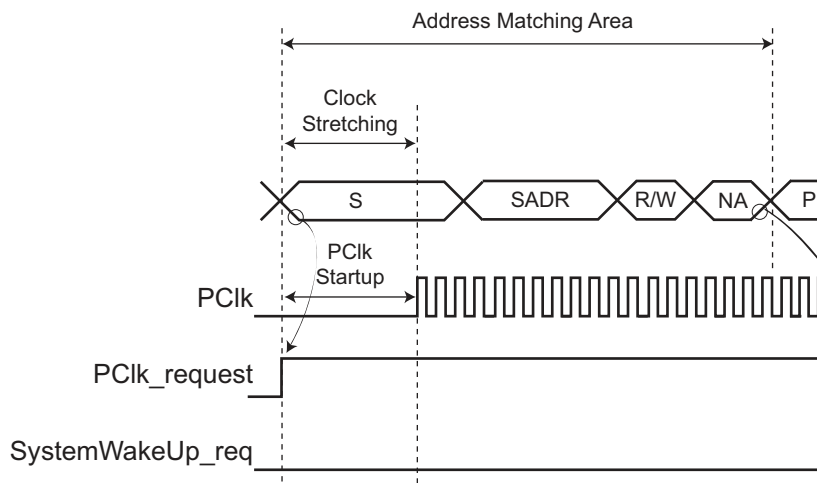 Address Matching Area
Clock
Stretching
S SADR R/W NA P
PClk
Startup
PClk
PClk_request
SystemWakeUp_req